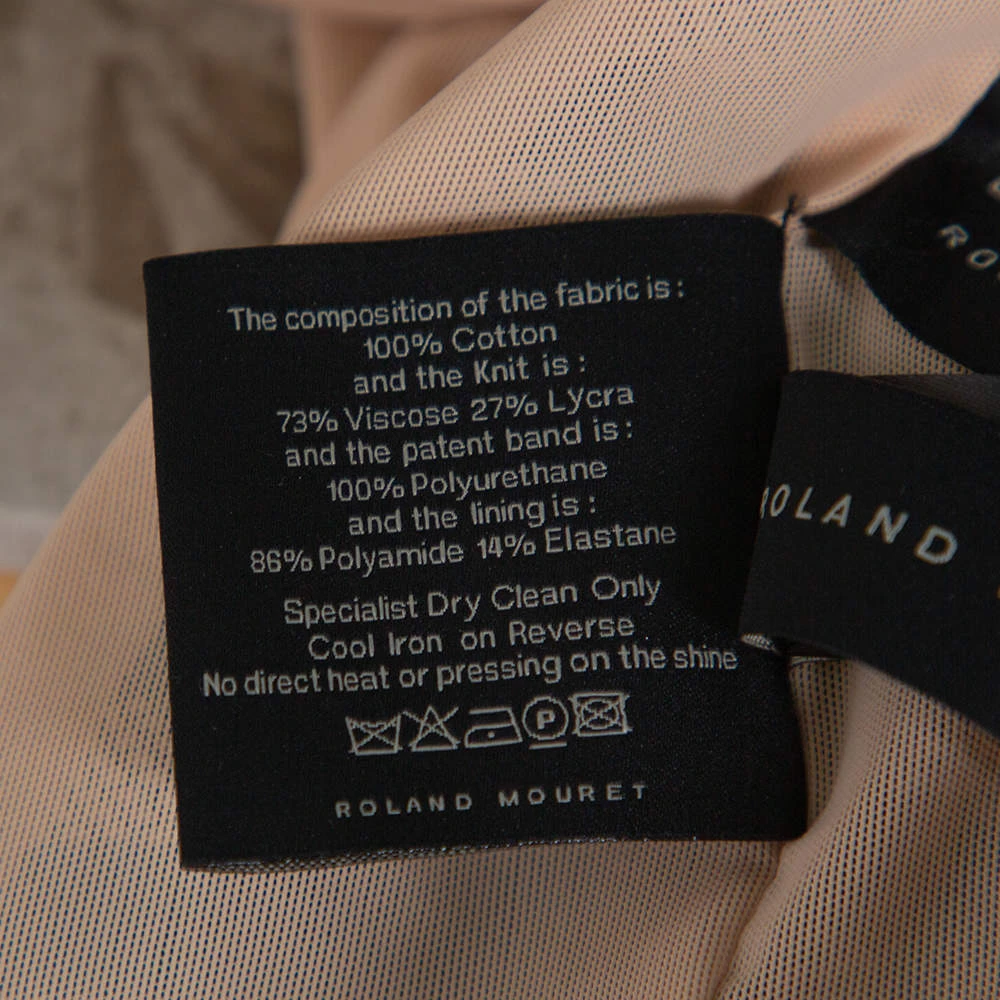 The composition of the fabric is :
100% Cotton
and the Knit is :
73% Viscose 27% Lycra
and the patent band is :
100% Polyurethane
and the lining is :
86% Polyamide 14% Elastane
Specialist Dry Clean Only
Cool Iron on Reverse
No direct heat or pressing on the shine
P
ROLAND MOURET
RO
ROLAND